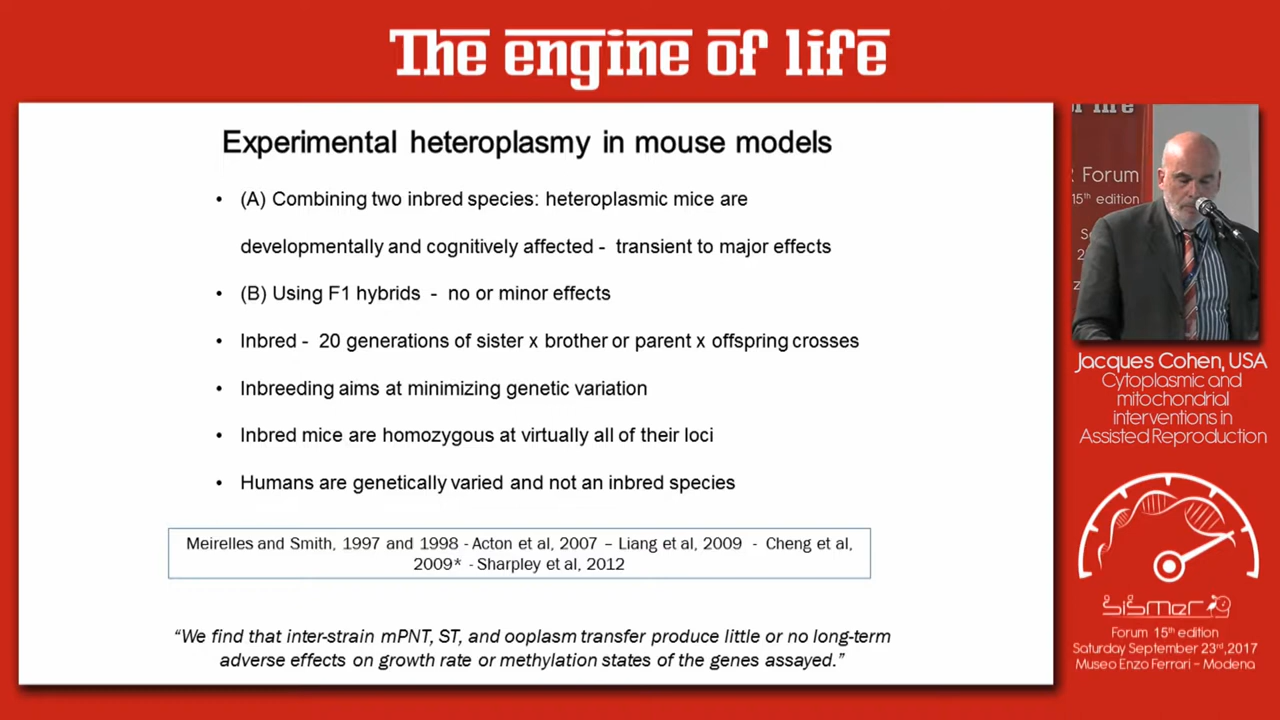 The engine of life
Experimental heteroplasmy in mouse models
• (A) Combining two inbred species: heteroplasmic mice are
developmentally and cognitively affected - transient to major effects
• (B) Using F1 hybrids - no or minor effects
• Inbred - 20 generations of sister x brother or parent x offspring crosses
• Inbreeding aims at minimizing genetic variation
• Inbred mice are homozygous at virtually all of their loci
• Humans are genetically varied and not an inbred species
Meirelles and Smith, 1997 and 1998 - Acton et al, 2007 – Liang et al, 2009 - Cheng et al,
2009* - Sharpley et al, 2012
“We find that inter-strain mPNT, ST, and ooplasm transfer produce little or no long-term
adverse effects on growth rate or methylation states of the genes assayed.”
Forum
15th edition
Jacques Cohen, USA
Cytoplasmic and
mitochondrial
interventions in
Assisted Reproduction
sismer
Forum 15th edition
Saturday September 23rd,2017
Museo Enzo Ferrari – Modena